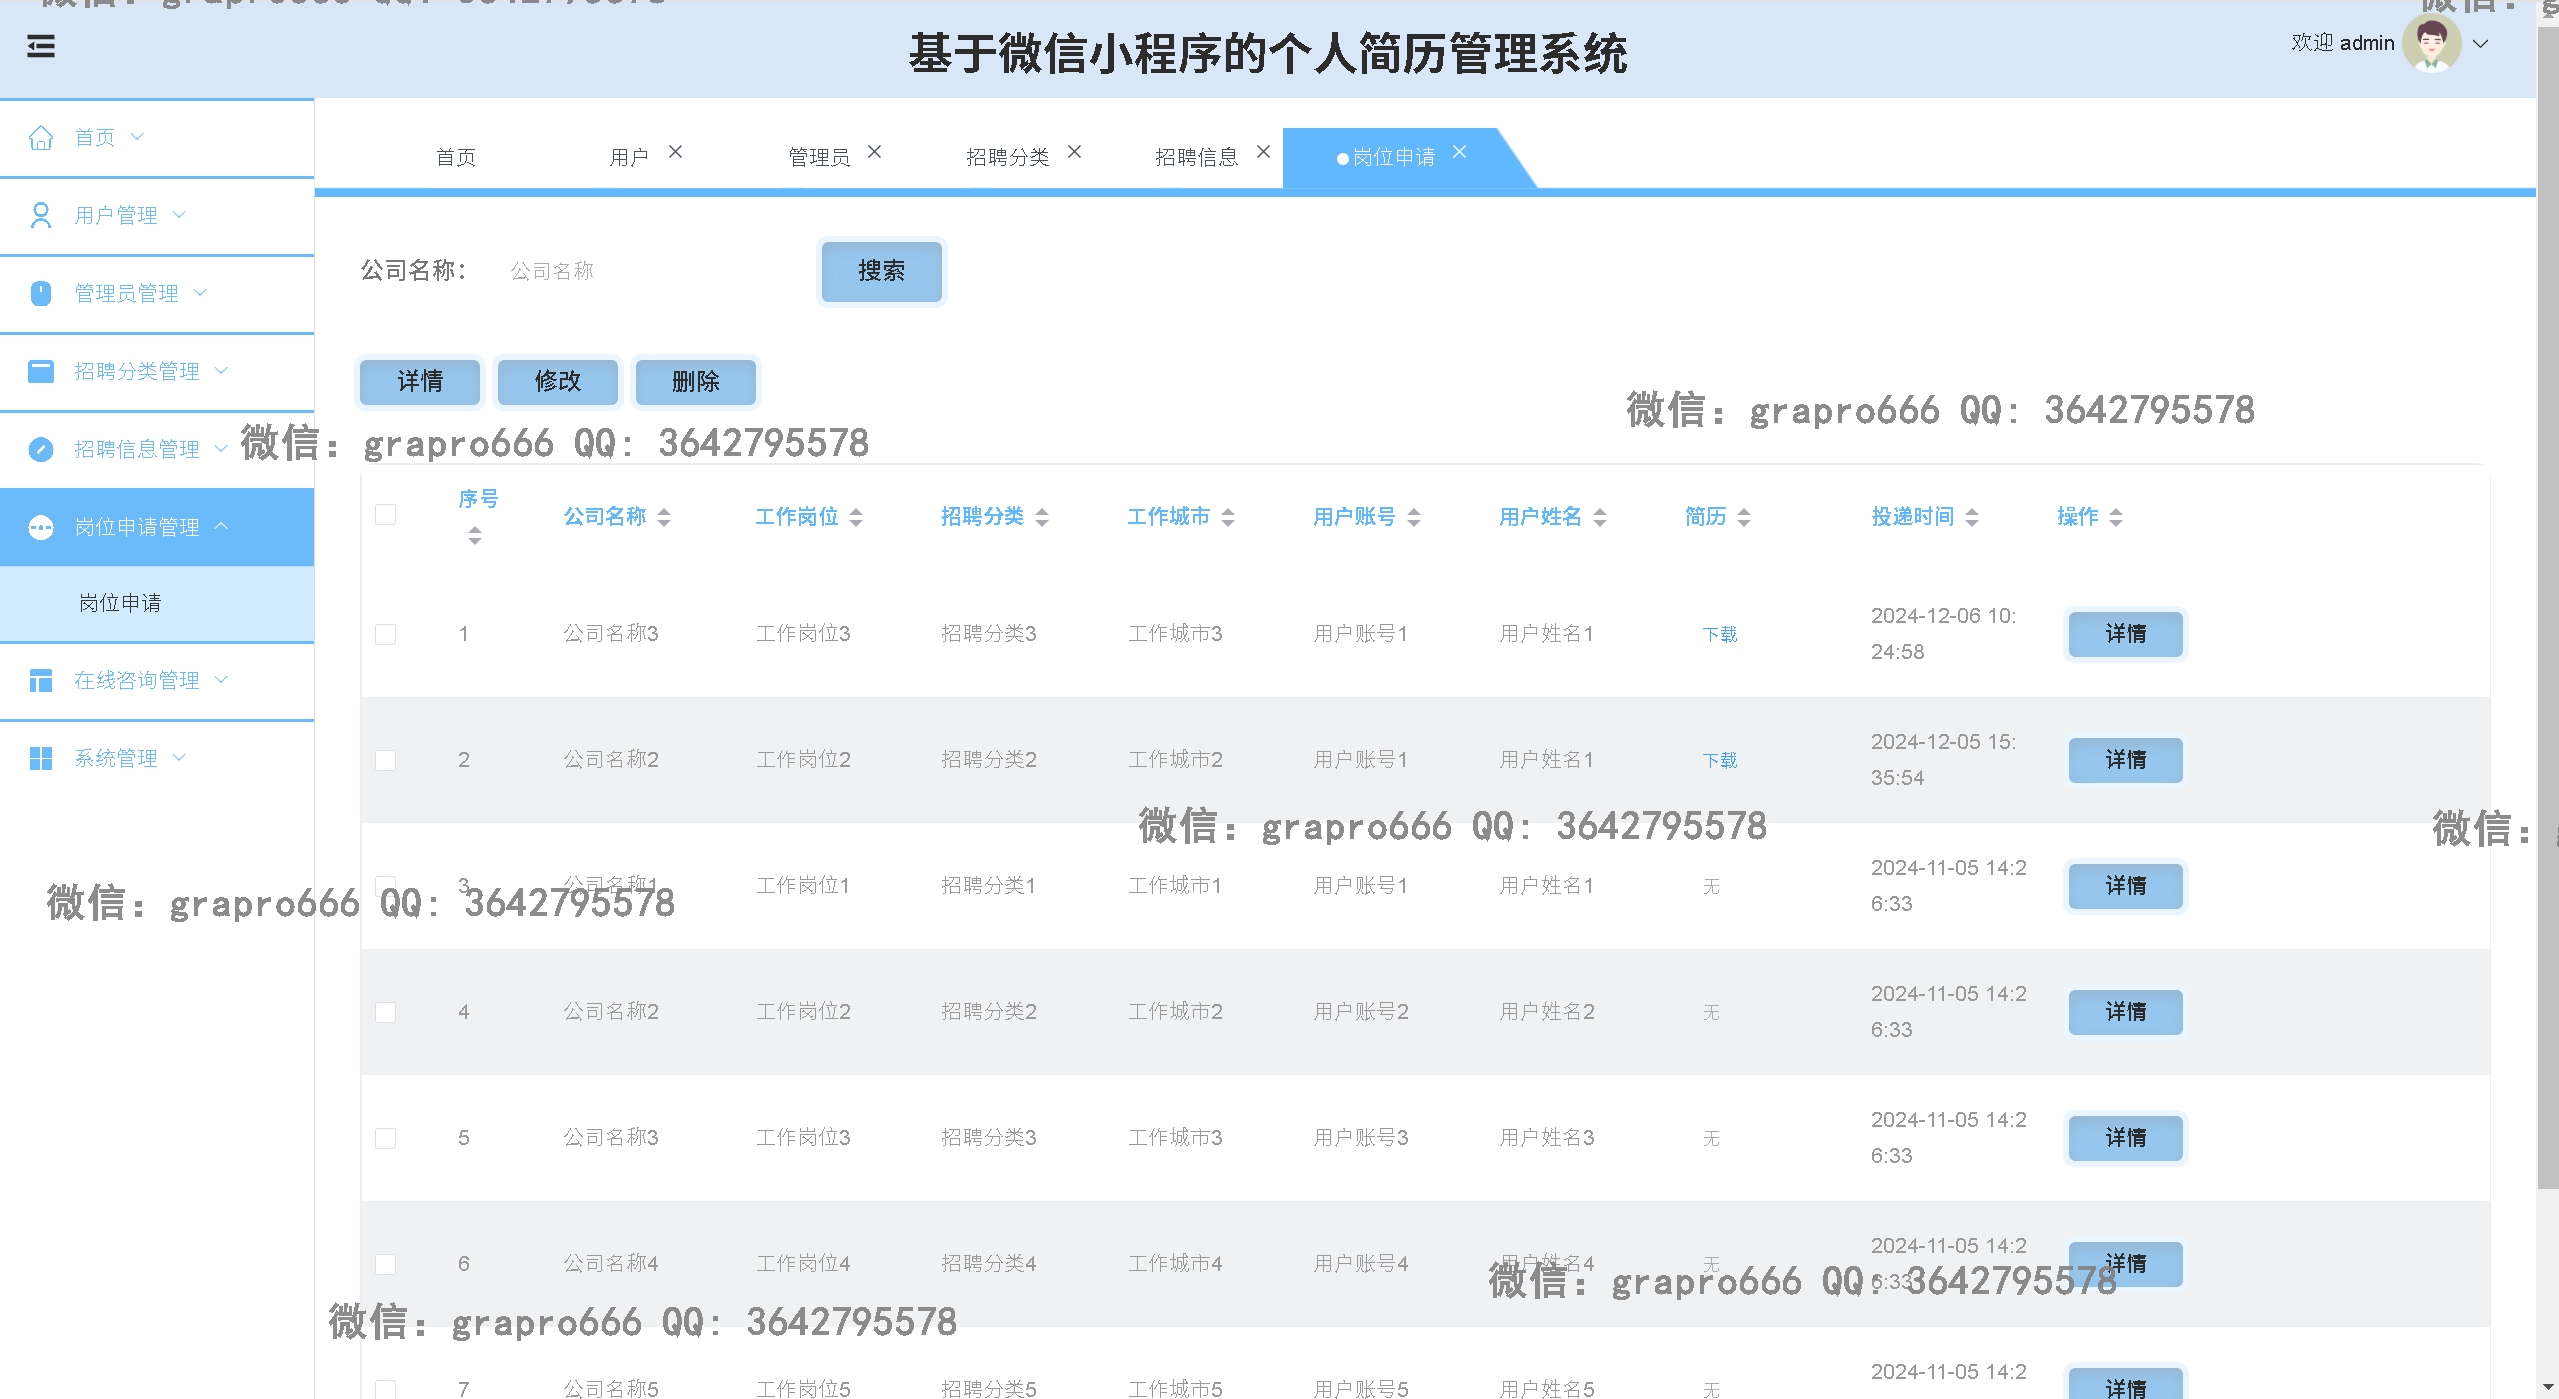 微信：grapro666 QQ：3642795578
微信：
基于微信小程序的个人简历管理系统
欢迎 admin
首页
用户管理
管理员管理
招聘分类管理
招聘信息管理
岗位申请管理
岗位申请
在线咨询管理
系统管理
首页 用户 管理员 招聘分类 招聘信息 岗位申请
公司名称： 公司名称 搜索
详情 修改 删除
微信：grapro666 QQ：3642795578
微信：grapro666 QQ：3642795578
序号 公司名称 工作岗位 招聘分类 工作城市 用户账号 用户姓名 简历 投递时间 操作
1 公司名称3 工作岗位3 招聘分类3 工作城市3 用户账号1 用户姓名1 下载 2024-12-06 10:24:58 详情
2 公司名称2 工作岗位2 招聘分类2 工作城市2 用户账号1 用户姓名1 下载 2024-12-05 15:35:54 详情
微信：grapro666 QQ：3642795578
微信：
3 公司名称1 工作岗位1 招聘分类1 工作城市1 用户账号1 用户姓名1 无 2024-11-05 14:26:33 详情
微信：grapro666 QQ：3642795578
4 公司名称2 工作岗位2 招聘分类2 工作城市2 用户账号2 用户姓名2 无 2024-11-05 14:26:33 详情
5 公司名称3 工作岗位3 招聘分类3 工作城市3 用户账号3 用户姓名3 无 2024-11-05 14:26:33 详情
6 公司名称4 工作岗位4 招聘分类4 工作城市4 用户账号4 用户姓名4 无 2024-11-05 14:26:33 详情
微信：grapro666 QQ：3642795578
微信：grapro666 QQ：3642795578
7 公司名称5 工作岗位5 招聘分类5 工作城市5 用户账号5 用户姓名5 无 2024-11-05 14:2 详情